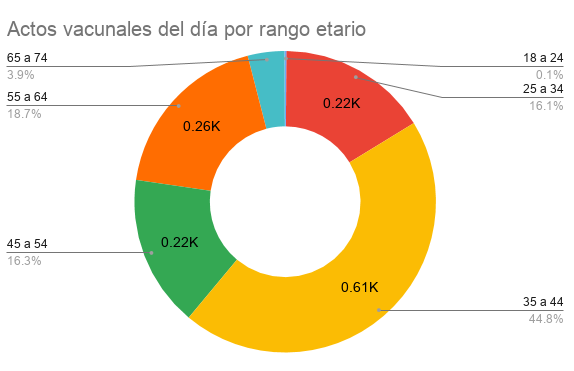 Actos vacunales del día por rango etario
65 a 74
3.9%
55 a 64
18.7%
45 a 54
16.3%
18 a 24
0.1%
25 a 34
16.1%
35 a 44
44.8%
0.22K
0.26K
0.22K
0.61K